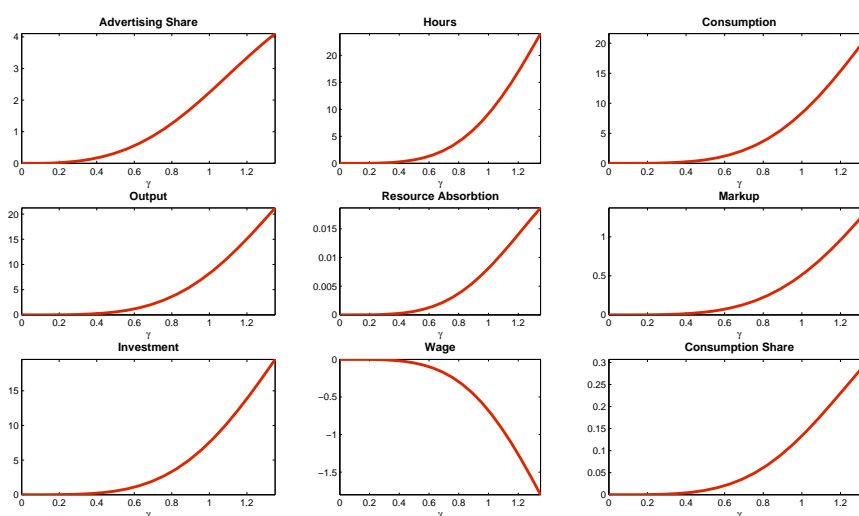 Advertising Share Hours Consumption
4 3 2 1 0
20 15 10 5 0
20 15 10 5 0
0 0.2 0.4 0.6 0.8 1 1.2
0 0.2 0.4 0.6 0.8 1 1.2
0 0.2 0.4 0.6 0.8 1 1.2
γ γ γ
Output Resource Absorbtion Markup
20 15 10 5 0
0.015 0.01 0.005 0
1 0.5 0
0 0.2 0.4 0.6 0.8 1 1.2
0 0.2 0.4 0.6 0.8 1 1.2
0 0.2 0.4 0.6 0.8 1 1.2
γ γ γ
Investment Wage Consumption Share
15 10 5 0
0 −0.5 −1 −1.5
0.3 0.25 0.2 0.15 0.1 0.05 0
0 0.2 0.4 0.6 0.8 1 1.2
0 0.2 0.4 0.6 0.8 1 1.2
0 0.2 0.4 0.6 0.8 1 1.2
γ γ γ